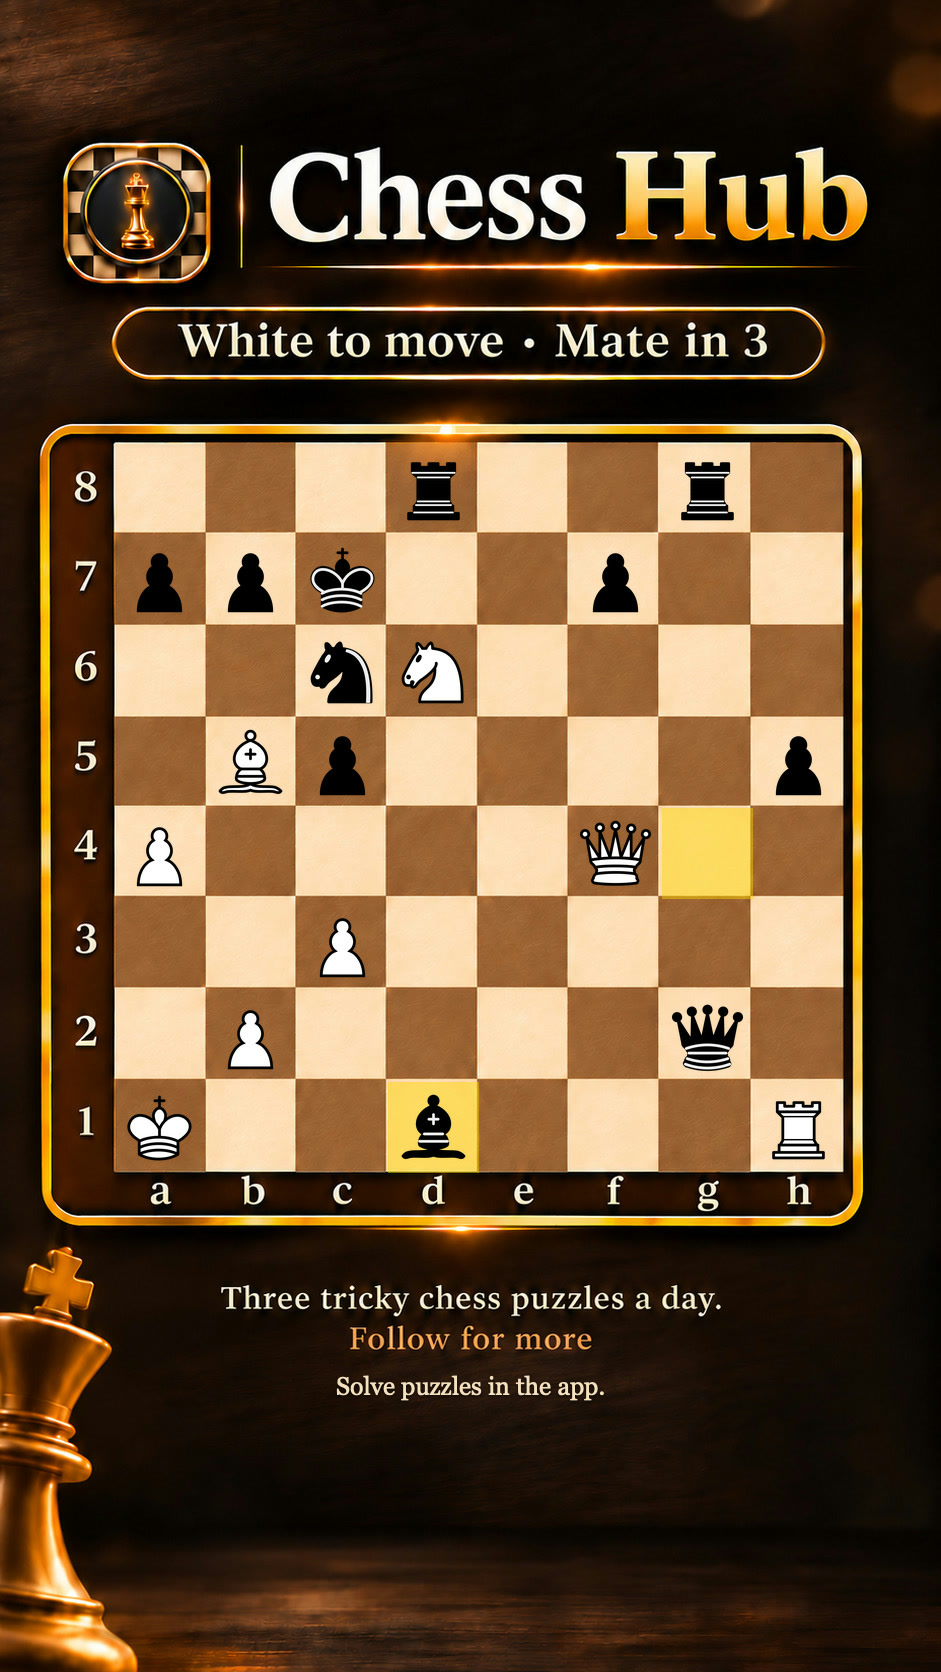 Chess Hub
White to move • Mate in 3
8
7
6
5
4
3
2
1
a b c d e f g h
Three tricky chess puzzles a day.
Follow for more
Solve puzzles in the app.